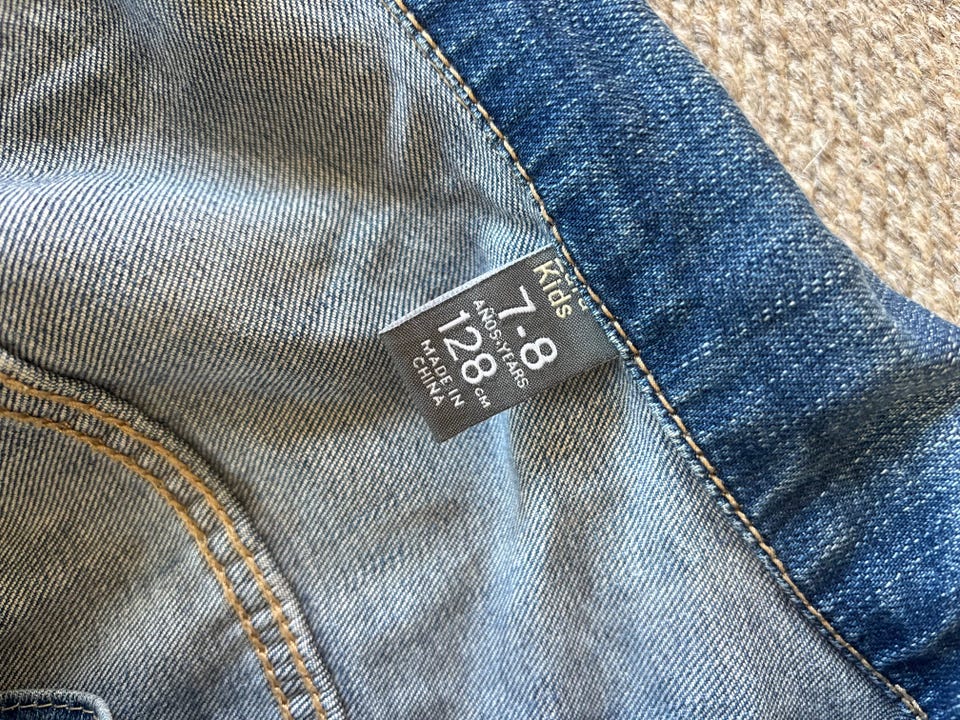 Kids
7-8
AÑOS-YEARS
128 CM
MADE IN
CHINA